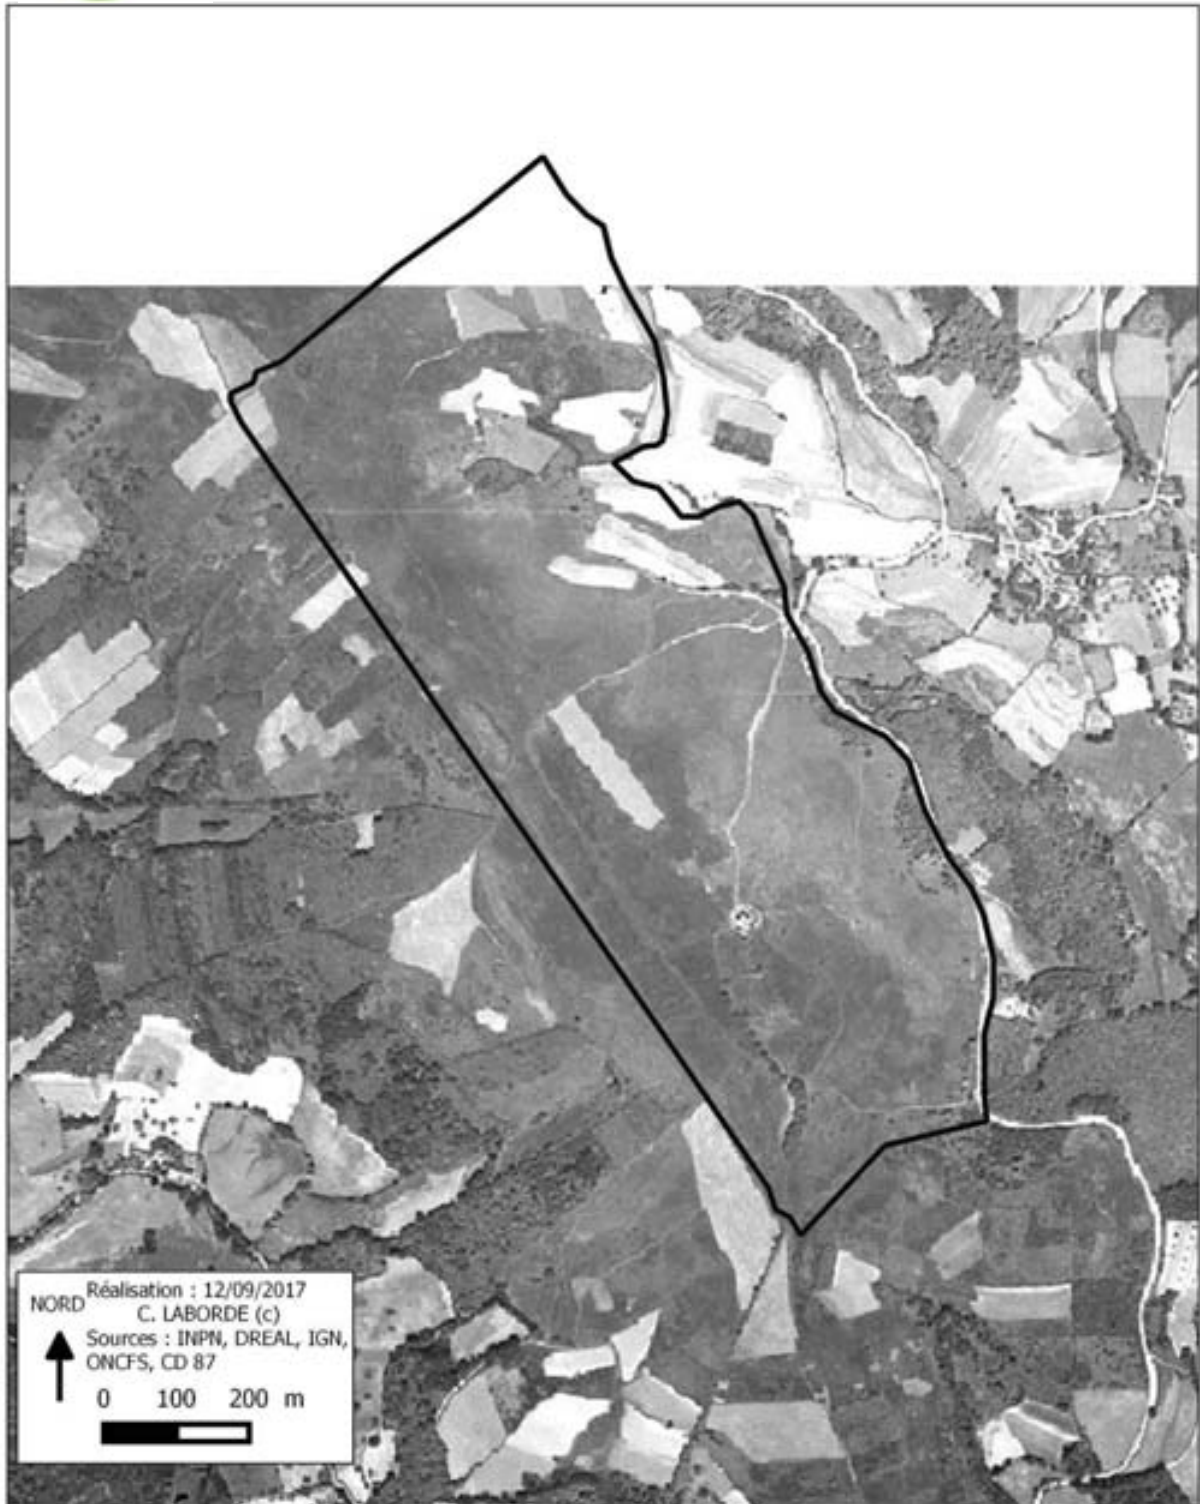 Réalisation : 12/09/2017
NORD
C. LABORDE (c)
Sources : INPN, DREAL, IGN,
ONCFS, CD 87
0 100 200 m